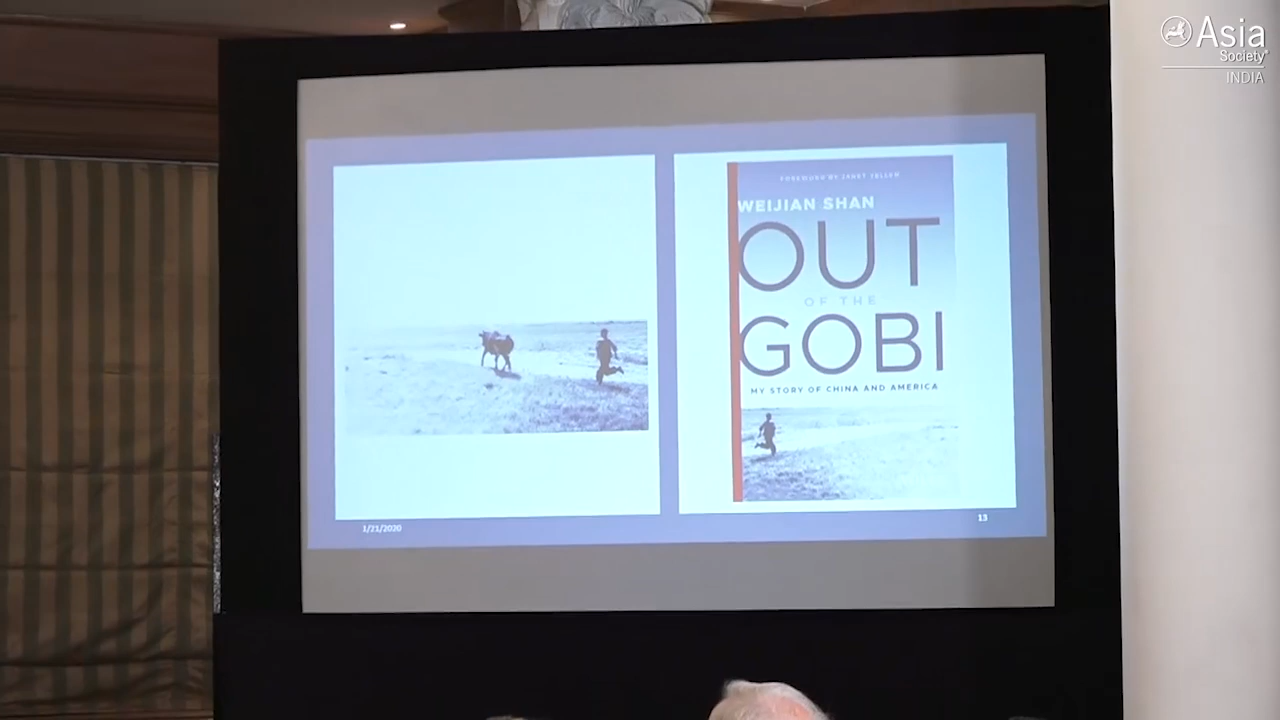 Asia
Society
INDIA
FOREWORD BY JANET YELLEN
WEIJIAN SHAN
OUT
OF THE
GOBI
MY STORY OF CHINA AND AMERICA
1/21/2020
13